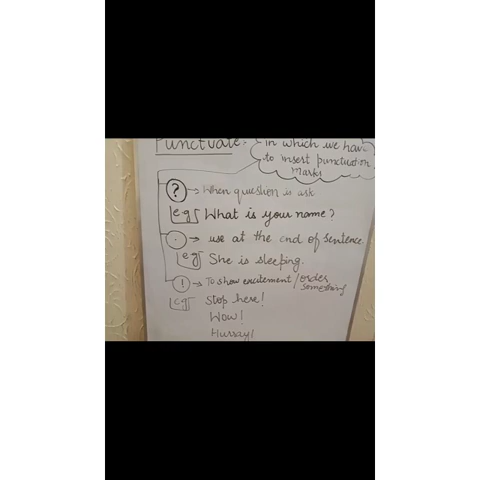 Punctuate:
in which we have
to insert punctuation
marks
? → When question is ask
eg What is your name?
. → use at the end of sentence
eg She is sleeping.
! → To show excitement / order
something
eg Stop here!
Wow!
Hurray!